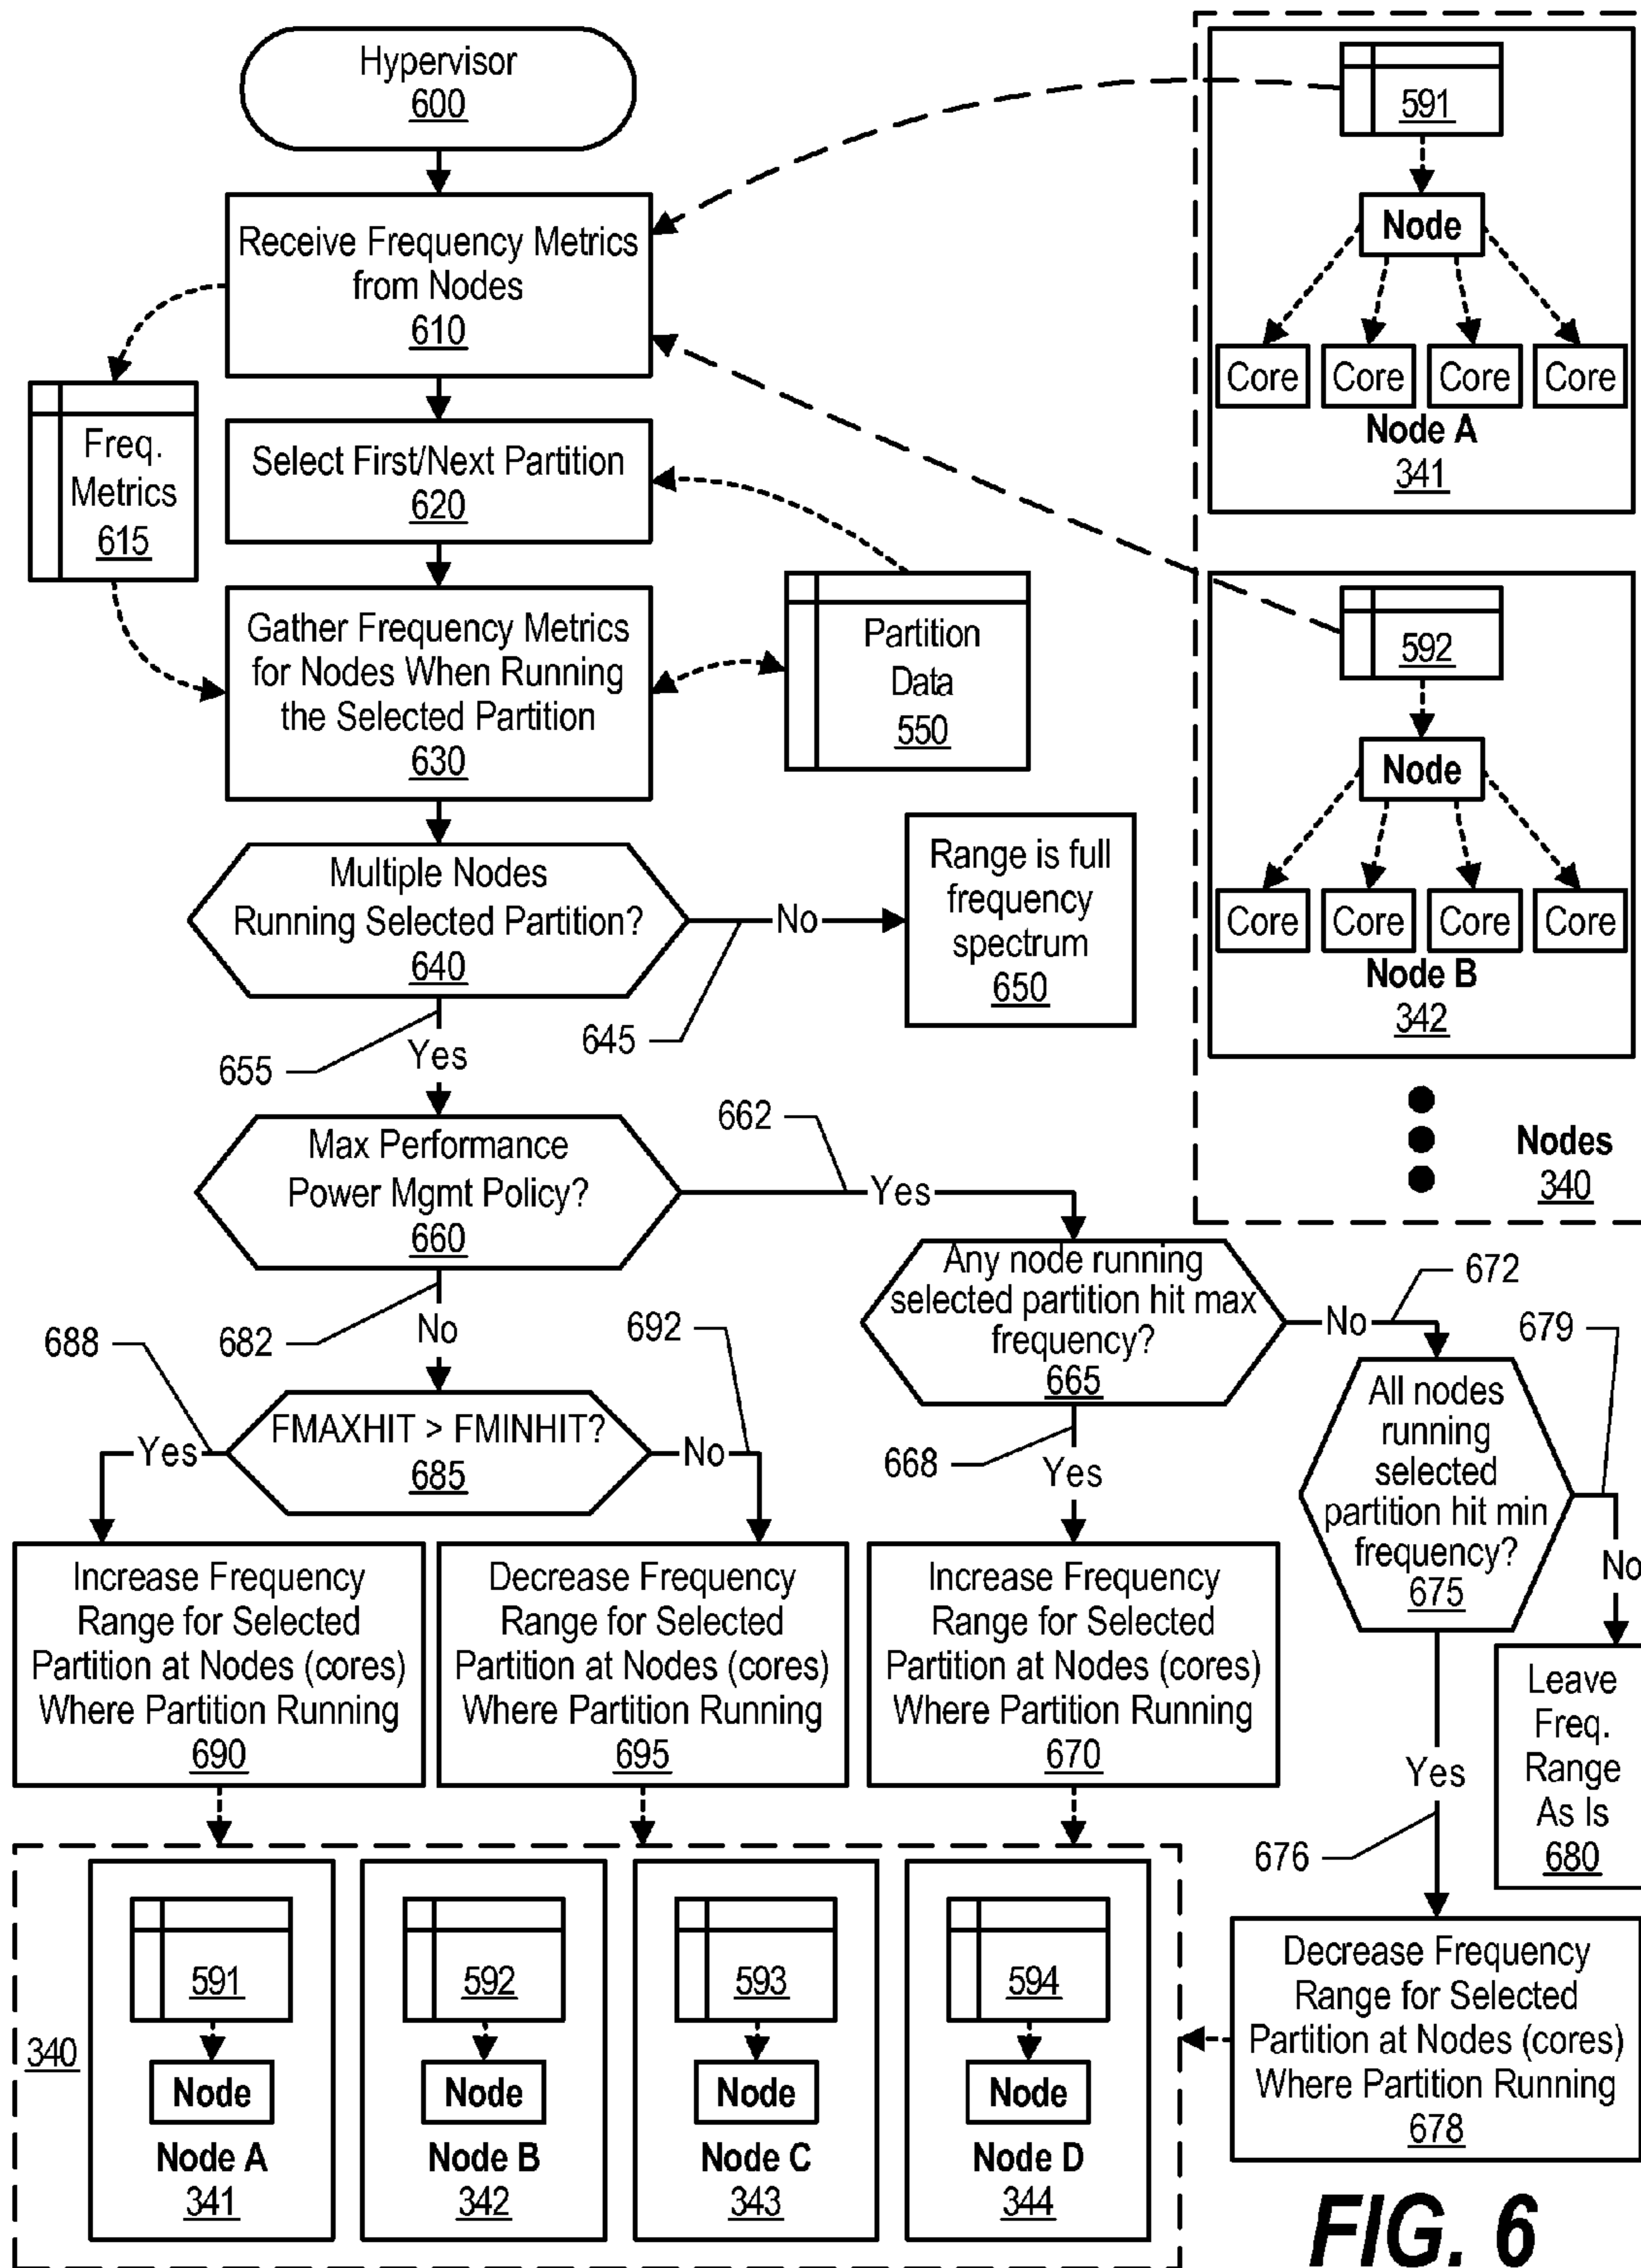 Hypervisor
600
Receive Frequency Metrics
from Nodes
610
Freq.
Metrics
615
Select First/Next Partition
620
Gather Frequency Metrics
for Nodes When Running
the Selected Partition
630
Partition
Data
550
Multiple Nodes
Running Selected Partition?
640
No
645
Range is full
frequency
spectrum
650
655
Yes
Max Performance
Power Mgmt Policy?
660
662
Yes
682
No
688
692
FMAXHIT > FMINHIT?
685
Yes
No
Any node running
selected partition hit max
frequency?
665
672
No
668
Yes
679
All nodes
running
selected
partition hit min
frequency?
675
No
Yes
676
Leave
Freq.
Range
As Is
680
Increase Frequency
Range for Selected
Partition at Nodes (cores)
Where Partition Running
690
Decrease Frequency
Range for Selected
Partition at Nodes (cores)
Where Partition Running
695
Increase Frequency
Range for Selected
Partition at Nodes (cores)
Where Partition Running
670
Decrease Frequency
Range for Selected
Partition at Nodes (cores)
Where Partition Running
678
591
Node
Core
Core
Core
Core
Node A
341
592
Node
Core
Core
Core
Core
Node B
342
Nodes
340
340
591
Node
Node A
341
592
Node
Node B
342
593
Node
Node C
343
594
Node
Node D
344
FIG. 6